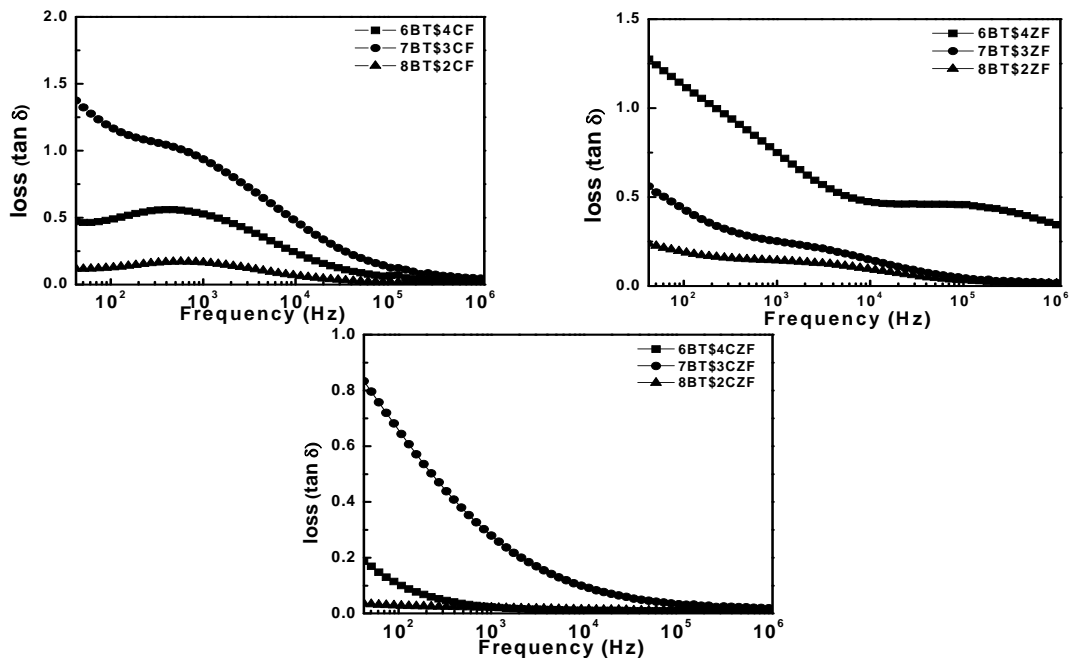 2.0
1.5
1.0
0.5
0.0
loss (tan δ)
6BT$4CF
7BT$3CF
8BT$2CF
10² 10³ 10⁴ 10⁵ 10⁶
Frequency (Hz)
1.5
1.0
0.5
0.0
loss (tan δ)
6BT$4ZF
7BT$3ZF
8BT$2ZF
10² 10³ 10⁴ 10⁵ 10⁶
Frequency (Hz)
1.0
0.8
0.6
0.4
0.2
0.0
loss (tan δ)
6BT$4CZF
7BT$3CZF
8BT$2CZF
10² 10³ 10⁴ 10⁵ 10⁶
Frequency (Hz)